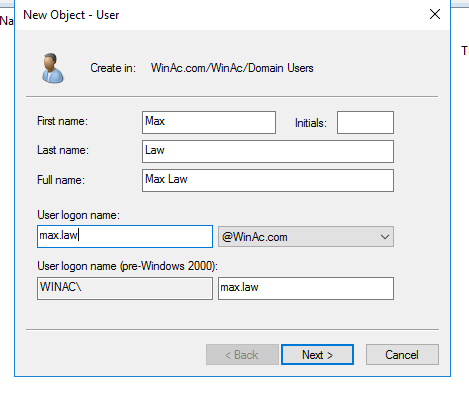 New Object - User
Na
T
Create in: WinAc.com/WinAc/Domain Users
First name: Max Initials:
Last name: Law
Full name: Max Law
User logon name:
max.law @WinAc.com
User logon name (pre-Windows 2000):
WINAC\ max.law
< Back Next > Cancel